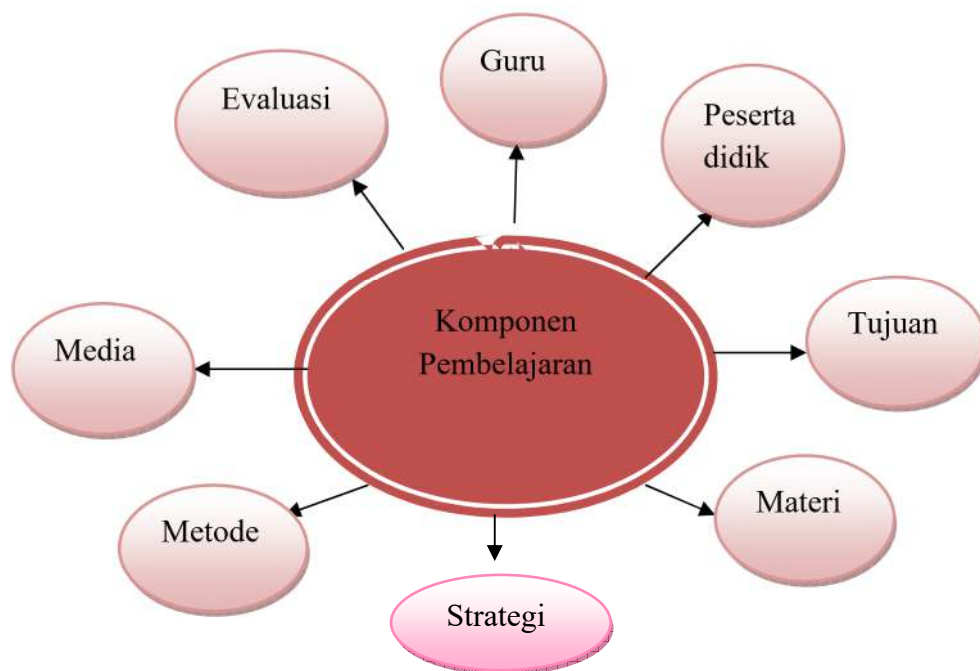 Guru
Evaluasi
Peserta
didik
Komponen
Pembelajaran
Tujuan
Media
Materi
Metode
Strategi